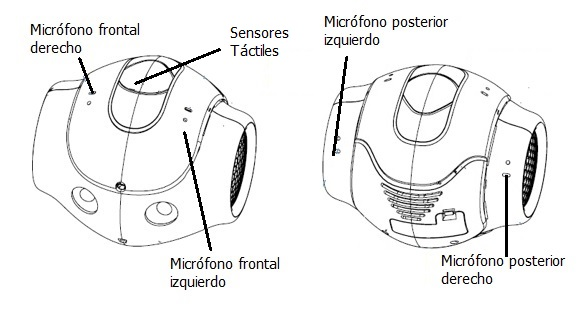 Micrófono frontal
derecho
Sensores
Táctiles
Micrófono frontal
izquierdo
Micrófono posterior
izquierdo
Micrófono posterior
derecho